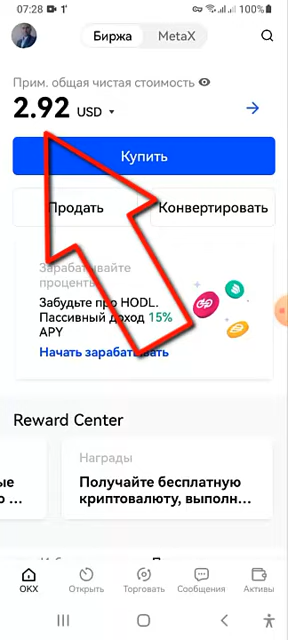 07:28
100%
Биржа MetaX
Прим. общая чистая стоимость
2.92 USD
Купить
Продать Конвертировать
Зарабатывайте
проценты
Забудьте про HODL.
Пассивный доход 15%
APY
Начать зарабатывать
Reward Center
Награды
Получайте бесплатную
криптовалюту, выполн...
OKX Открыть Торговать Сообщения Активы